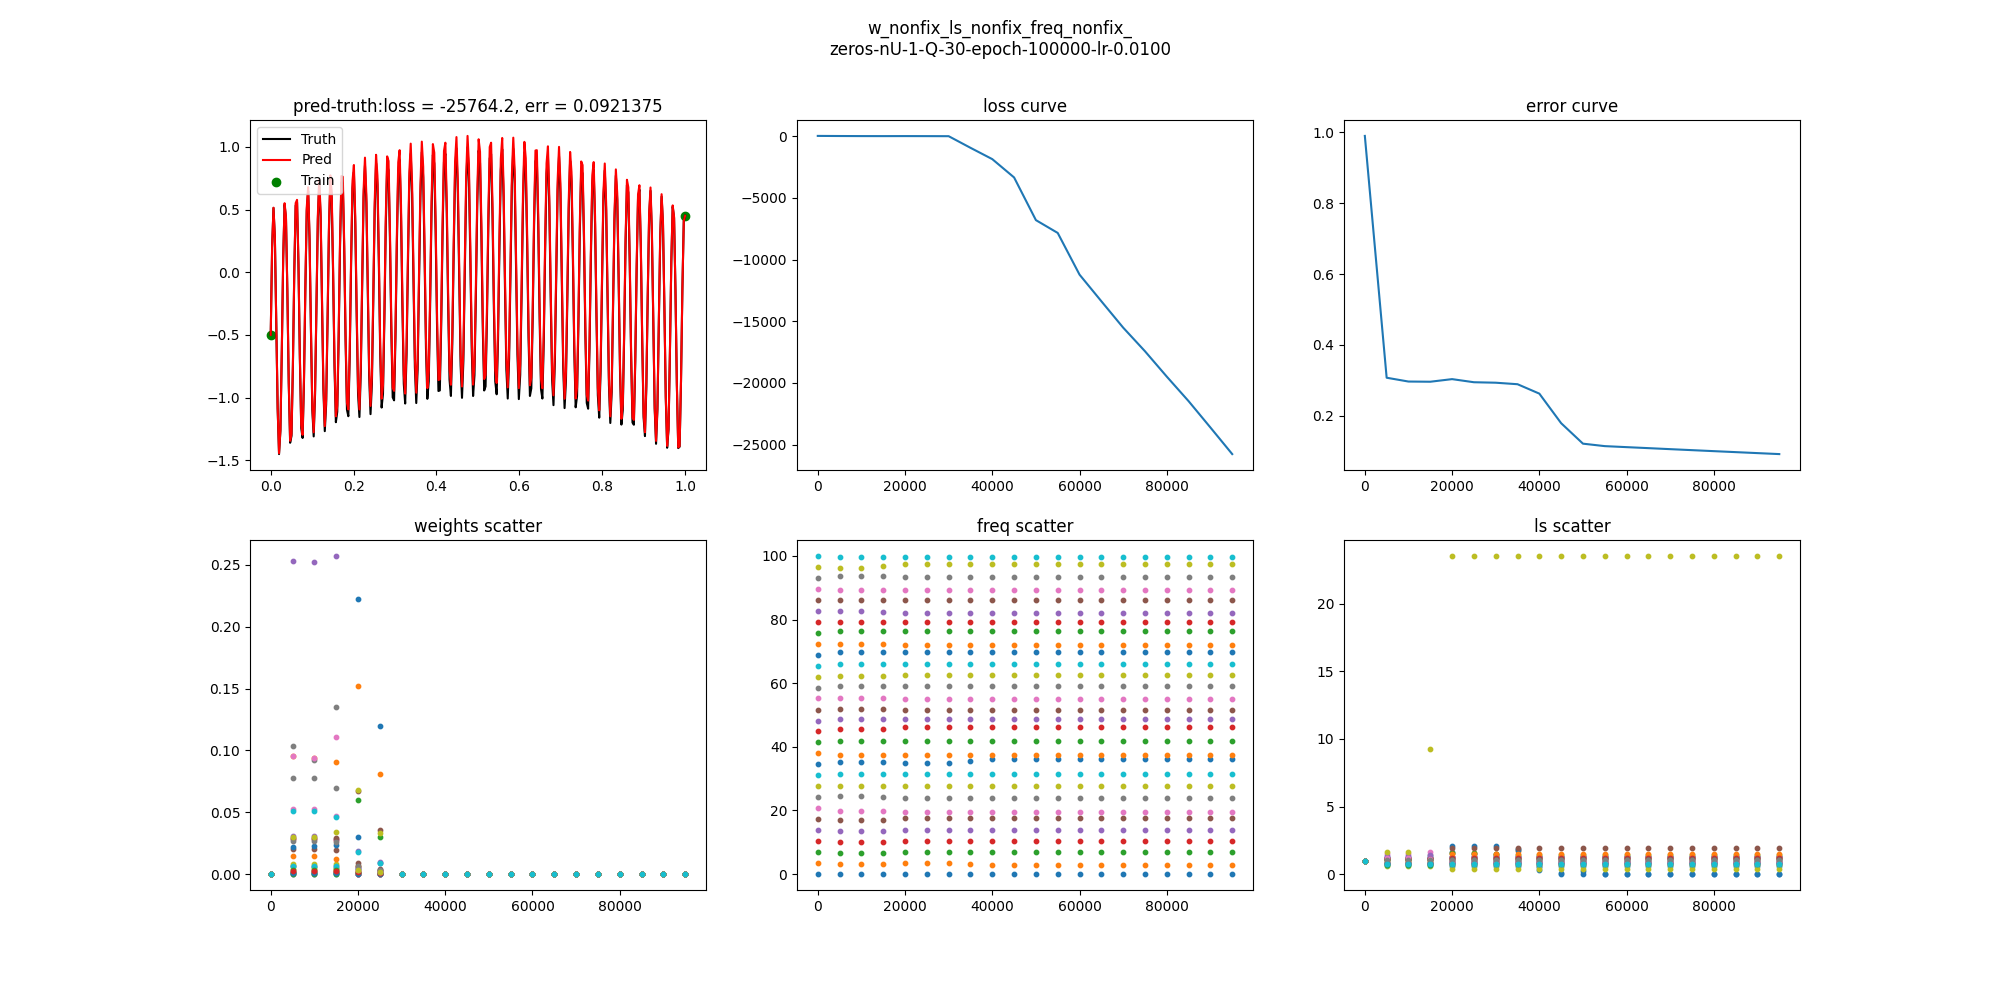 w_nonfix_ls_nonfix_freq_nonfix_
zeros-nU-1-Q-30-epoch-100000-lr-0.0100
pred-truth:loss = -25764.2, err = 0.0921375
Truth
Pred
Train
1.0
0.5
0.0
−0.5
−1.0
−1.5
0.0 0.2 0.4 0.6 0.8 1.0
loss curve
0
−5000
−10000
−15000
−20000
−25000
0 20000 40000 60000 80000
error curve
1.0
0.8
0.6
0.4
0.2
0 20000 40000 60000 80000
weights scatter
0.25
0.20
0.15
0.10
0.05
0.00
0 20000 40000 60000 80000
freq scatter
100
80
60
40
20
0
0 20000 40000 60000 80000
ls scatter
20
15
10
5
0
0 20000 40000 60000 80000